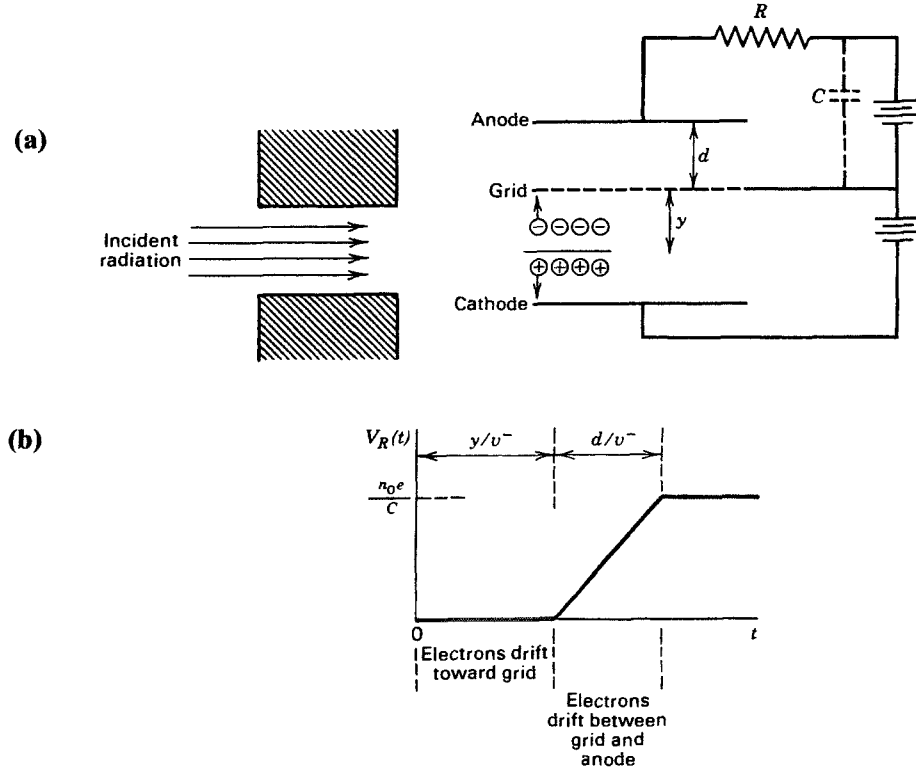 (a)
R
C
Anode
d
Grid
y
Incident
radiation
Cathode
(b)
V_R(t)
y/v⁻
d/v⁻
n₀e
C
0
t
Electrons drift
toward grid
Electrons
drift between
grid and
anode